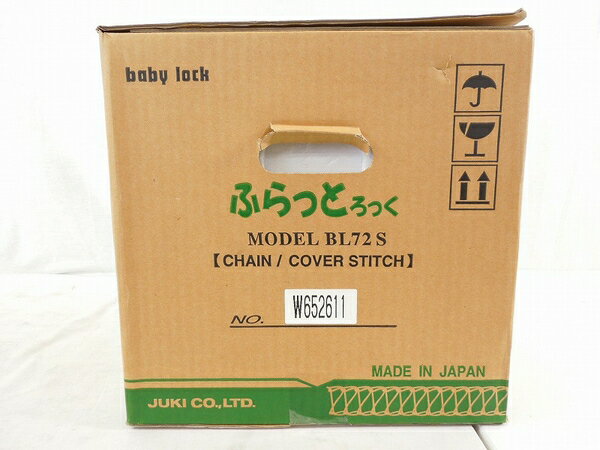 baby lock
ふらっとろっく
MODEL BL72S
【CHAIN / COVER STITCH】
NO. W652611
MADE IN JAPAN
JUKI CO.,LTD.